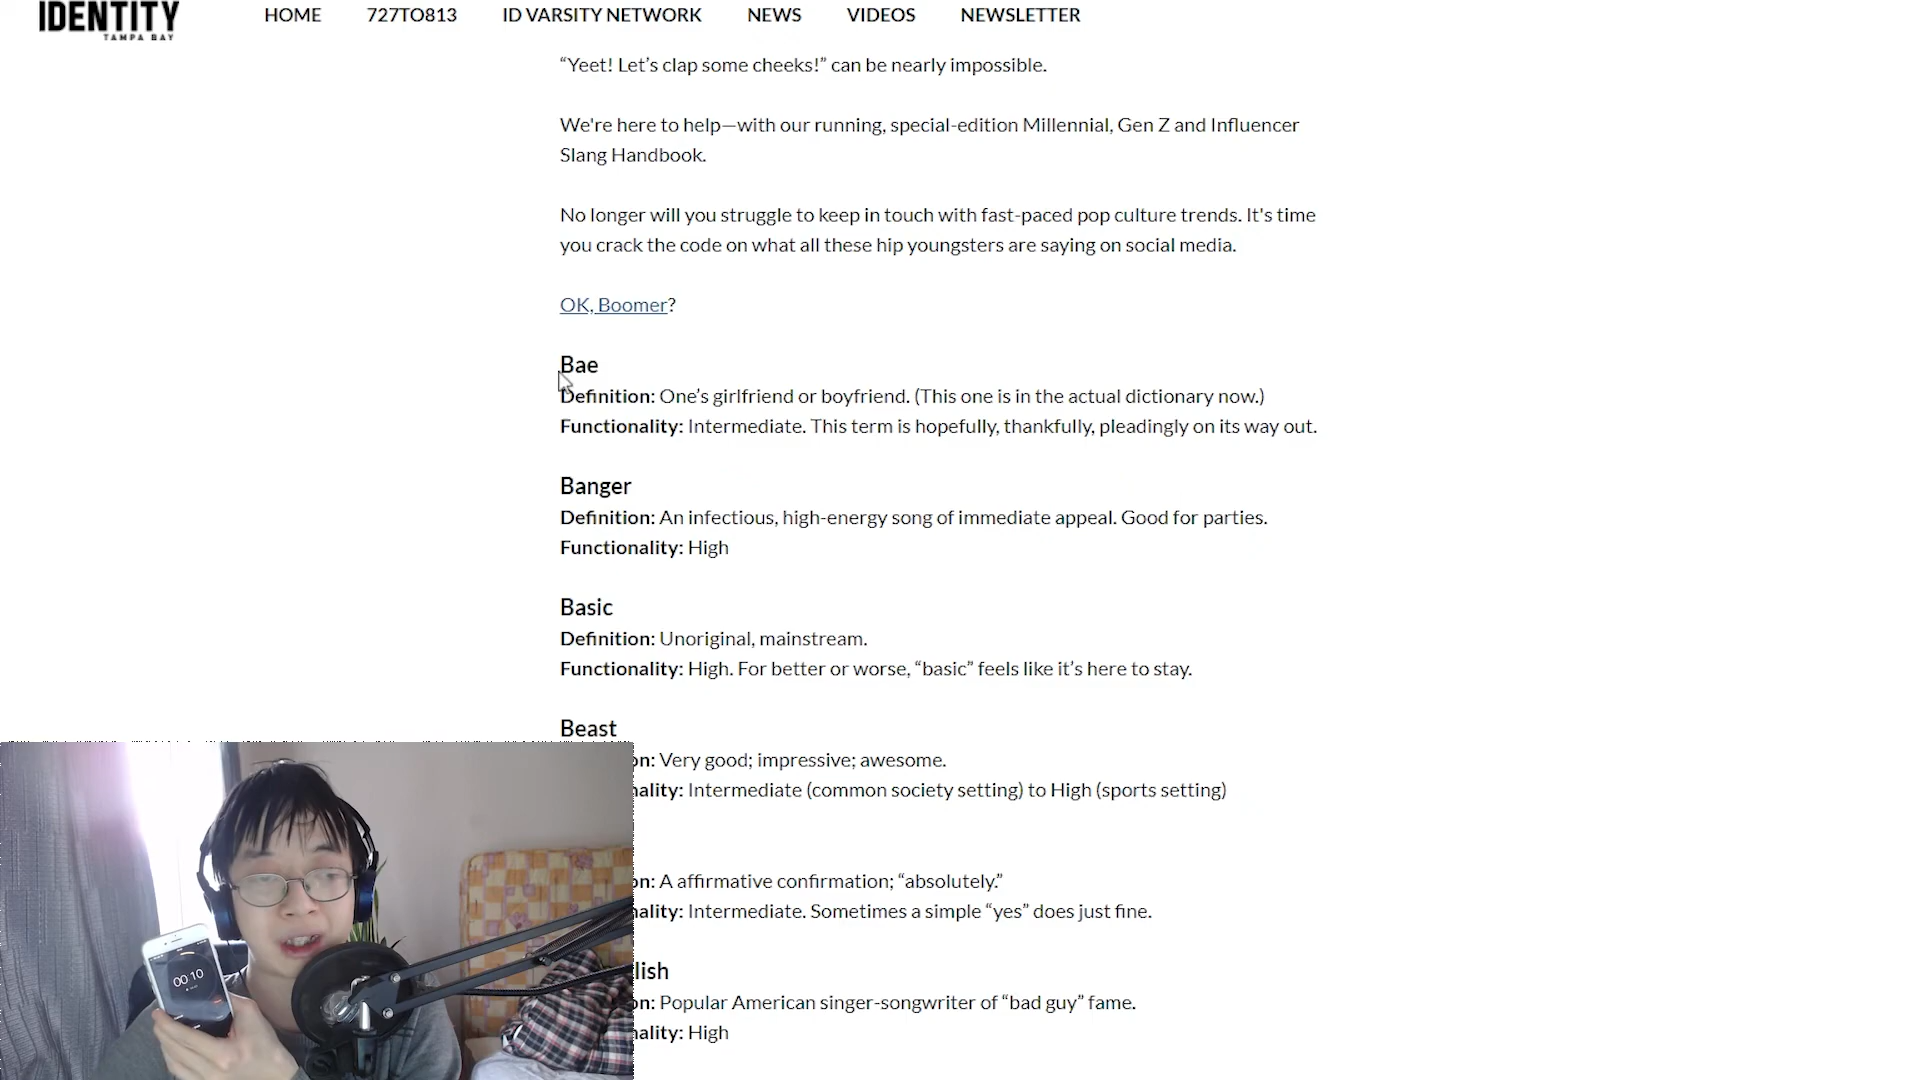 IDENTITY
TAMPA BAY
HOME 727TO813 ID VARSITY NETWORK NEWS VIDEOS NEWSLETTER
“Yeet! Let’s clap some cheeks!” can be nearly impossible.
We're here to help—with our running, special-edition Millennial, Gen Z and Influencer
Slang Handbook.
No longer will you struggle to keep in touch with fast-paced pop culture trends. It's time
you crack the code on what all these hip youngsters are saying on social media.
OK, Boomer?
Bae
Definition: One’s girlfriend or boyfriend. (This one is in the actual dictionary now.)
Functionality: Intermediate. This term is hopefully, thankfully, pleadingly on its way out.
Banger
Definition: An infectious, high-energy song of immediate appeal. Good for parties.
Functionality: High
Basic
Definition: Unoriginal, mainstream.
Functionality: High. For better or worse, “basic” feels like it’s here to stay.
Beast
on: Very good; impressive; awesome.
ality: Intermediate (common society setting) to High (sports setting)
on: A affirmative confirmation; “absolutely.”
ality: Intermediate. Sometimes a simple “yes” does just fine.
lish
on: Popular American singer-songwriter of “bad guy” fame.
ality: High
00:10